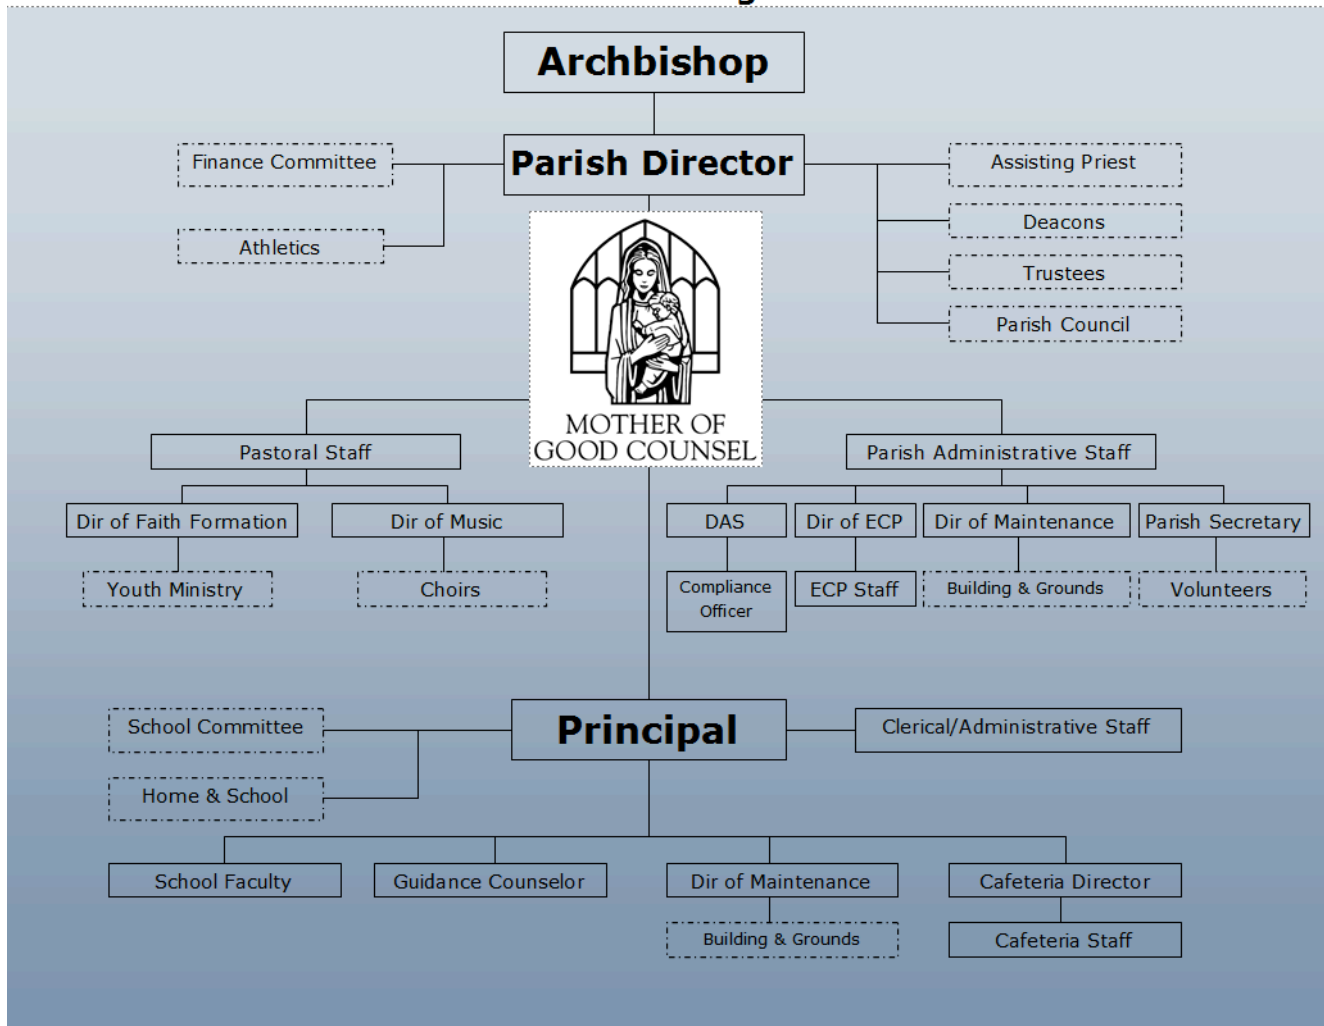 Archbishop
Parish Director
Finance Committee
Athletics
Assisting Priest
Deacons
Trustees
Parish Council
MOTHER OF
GOOD COUNSEL
Pastoral Staff
Parish Administrative Staff
Dir of Faith Formation
Dir of Music
DAS
Dir of ECP
Dir of Maintenance
Parish Secretary
Youth Ministry
Choirs
Compliance
Officer
ECP Staff
Building & Grounds
Volunteers
Principal
School Committee
Home & School
Clerical/Administrative Staff
School Faculty
Guidance Counselor
Dir of Maintenance
Cafeteria Director
Building & Grounds
Cafeteria Staff